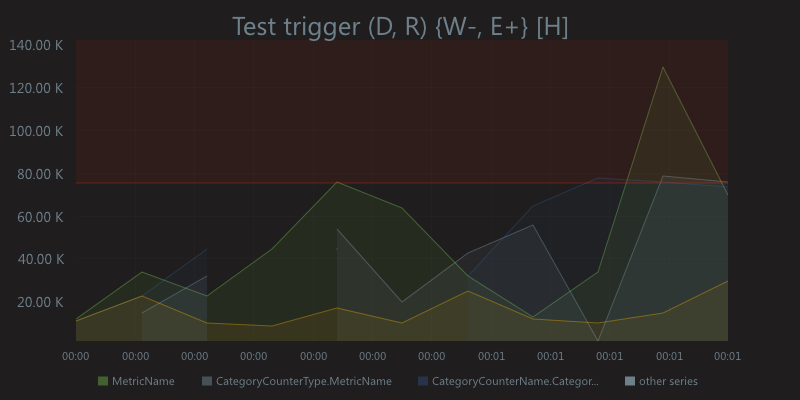 Test trigger (D, R) {W-, E+} [H]
140.00 K
120.00 K
100.00 K
80.00 K
60.00 K
40.00 K
20.00 K
00:00 00:00 00:00 00:00 00:00 00:00 00:00 00:01 00:01 00:01 00:01 00:01
MetricName CategoryCounterType.MetricName CategoryCounterName.Categor... other series